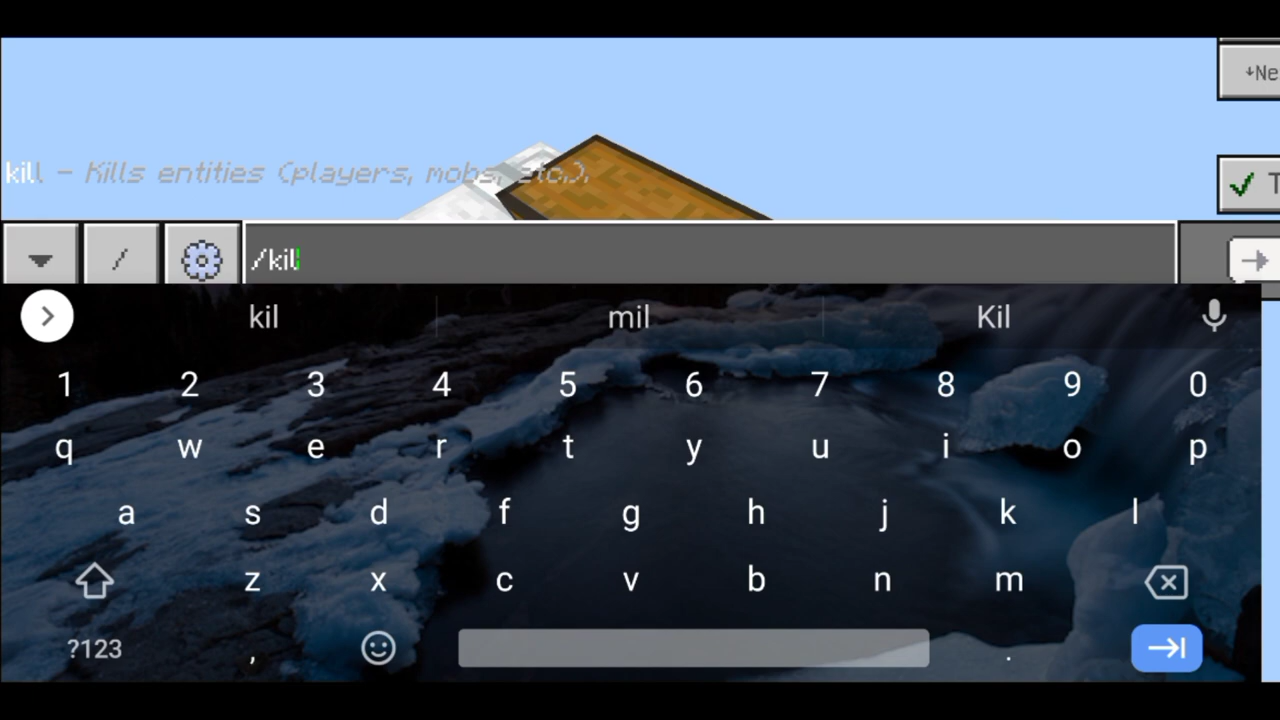 ↓Ne
kill - Kills entities (players, mobs, etc.).
T
/
/kil
kil mil Kil
1 2 3 4 5 6 7 8 9 0
q w e r t y u i o p
a s d f g h j k l
z x c v b n m
?123 , .